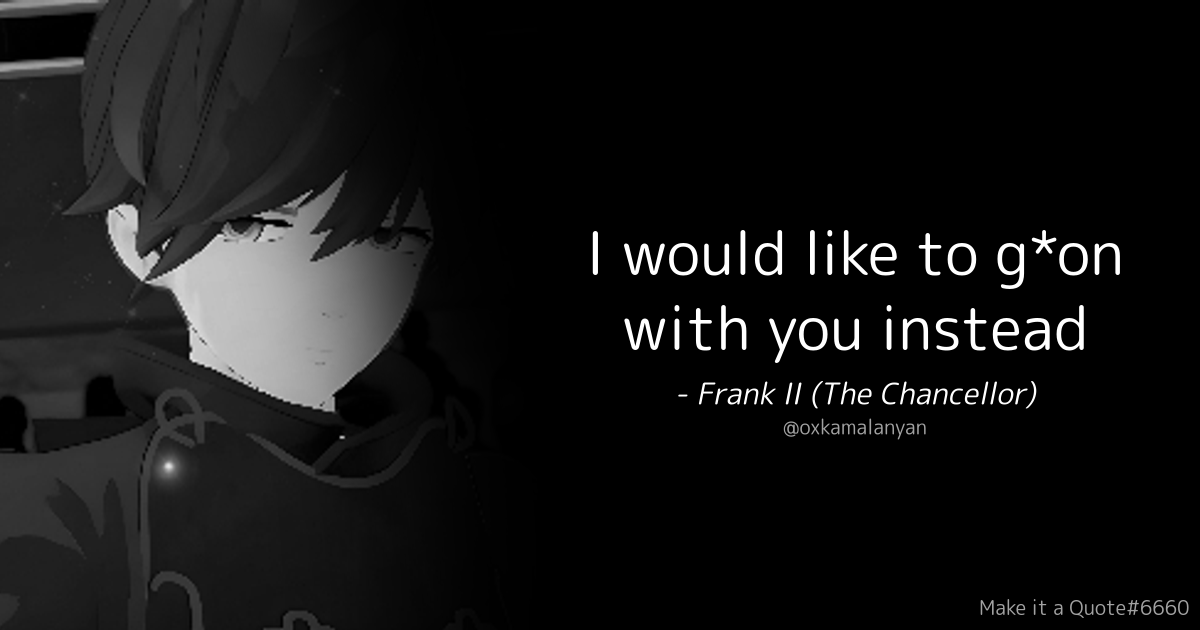 I would like to g*on
with you instead
- Frank II (The Chancellor)
@oxkamalanyan
Make it a Quote#6660